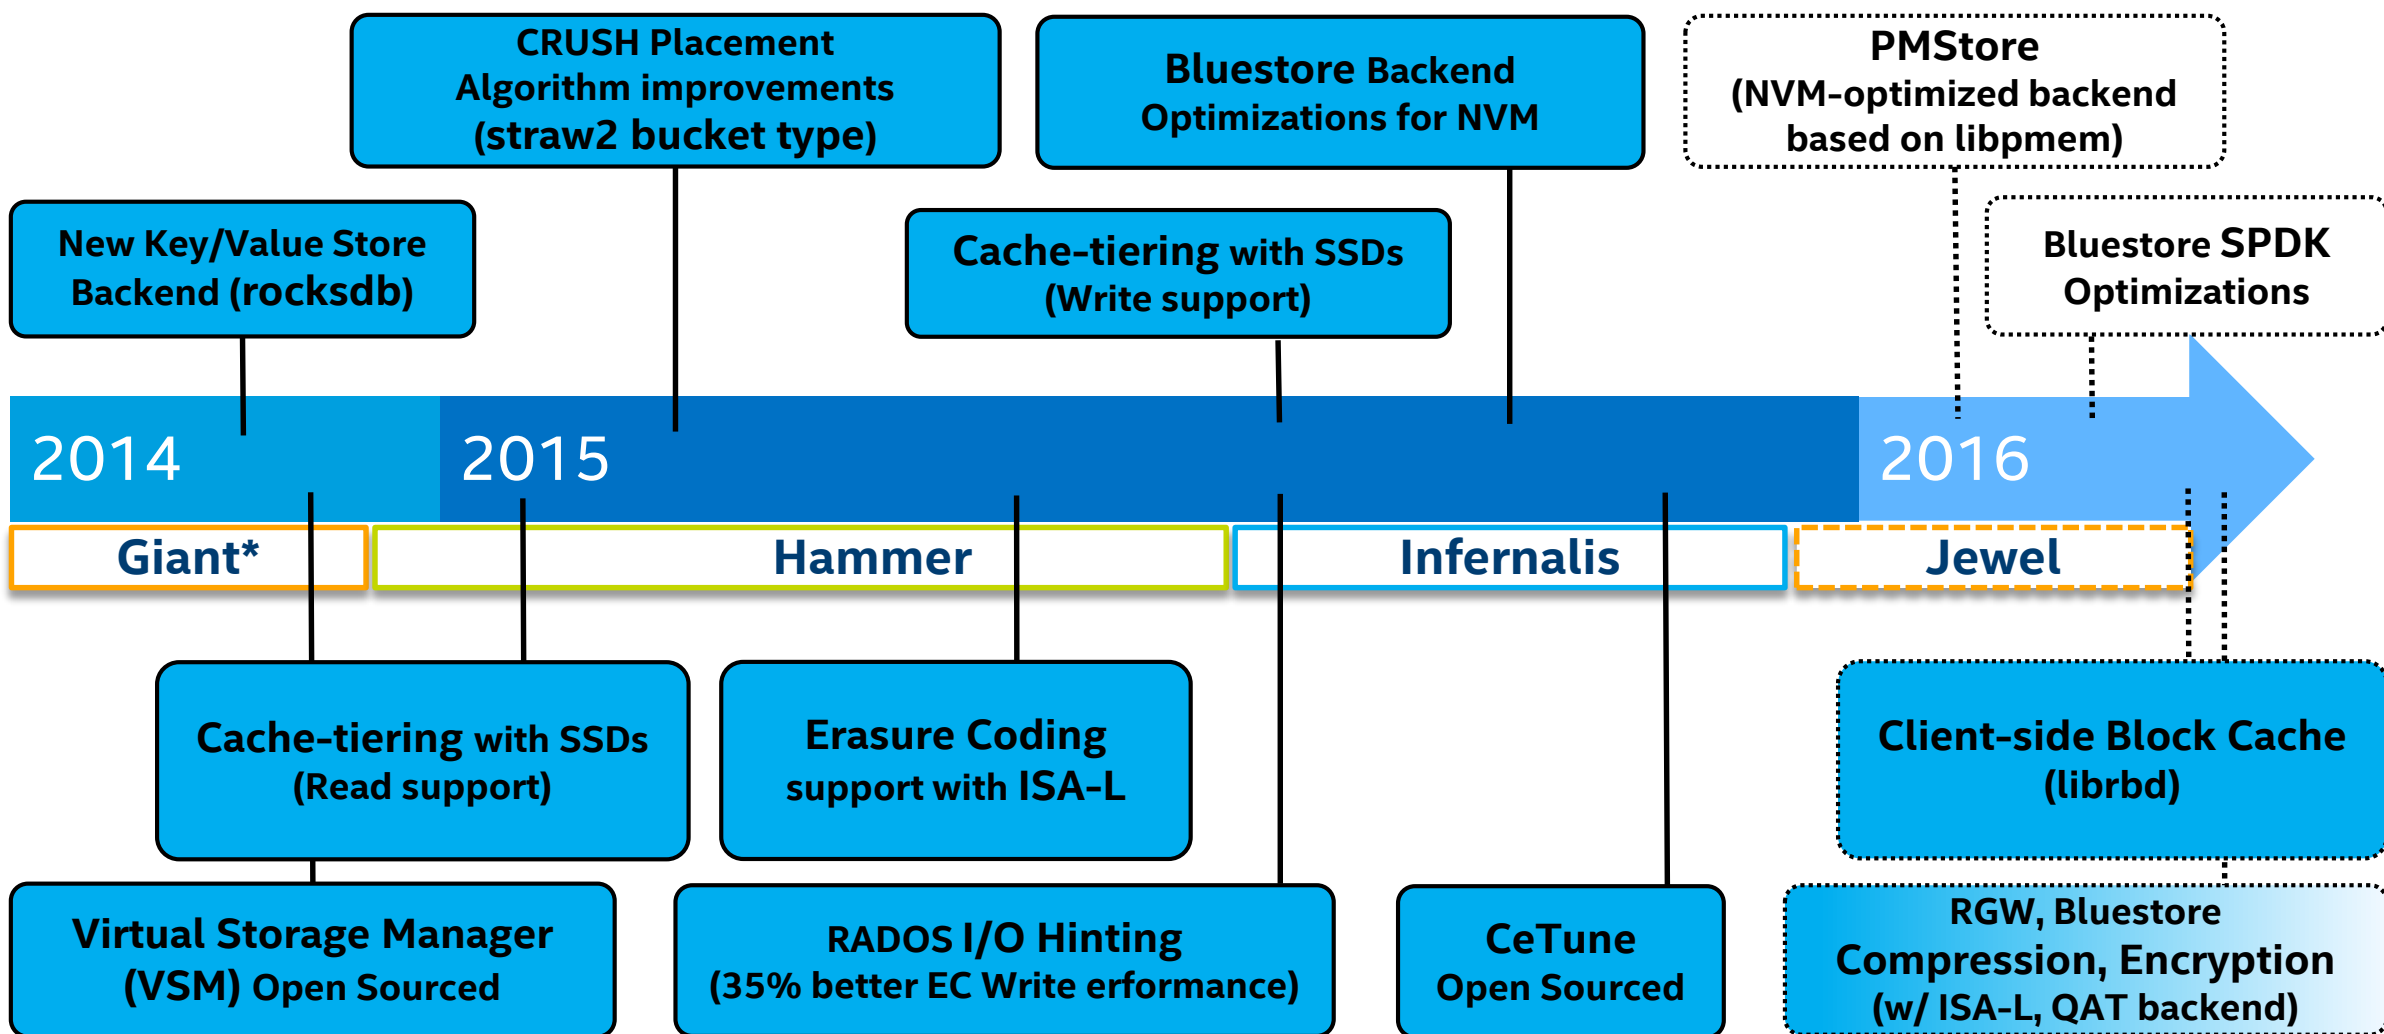 CRUSH Placement
Algorithm improvements
(straw2 bucket type)
Bluestore Backend
Optimizations for NVM
PMStore
(NVM-optimized backend
based on libpmem)
New Key/Value Store
Backend (rocksdb)
Cache-tiering with SSDs
(Write support)
Bluestore SPDK
Optimizations
2014
2015
2016
Giant*
Hammer
Infernalis
Jewel
Cache-tiering with SSDs
(Read support)
Erasure Coding
support with ISA-L
Client-side Block Cache
(librbd)
Virtual Storage Manager
(VSM) Open Sourced
RADOS I/O Hinting
(35% better EC Write erformance)
CeTune
Open Sourced
RGW, Bluestore
Compression, Encryption
(w/ ISA-L, QAT backend)